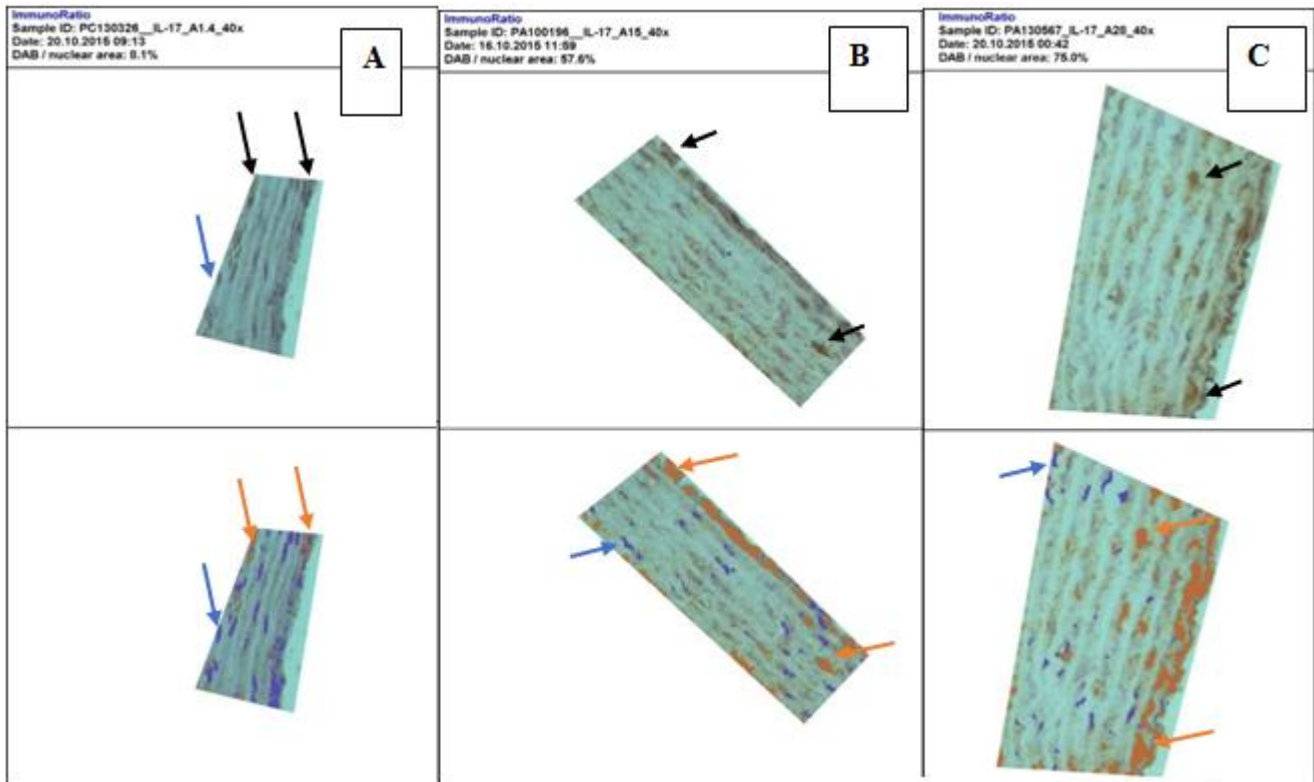 ImmunoRatio
Sample ID: PC130326__IL-17_A1.4_40x
Date: 20.10.2015 09:13
DAB / nuclear area: 8.1%
A
ImmunoRatio
Sample ID: PA100196__IL-17_A15_40x
Date: 16.10.2015 11:59
DAB / nuclear area: 57.6%
B
ImmunoRatio
Sample ID: PA130567_IL-17_A28_40x
Date: 20.10.2015 00:42
DAB / nuclear area: 75.0%
C